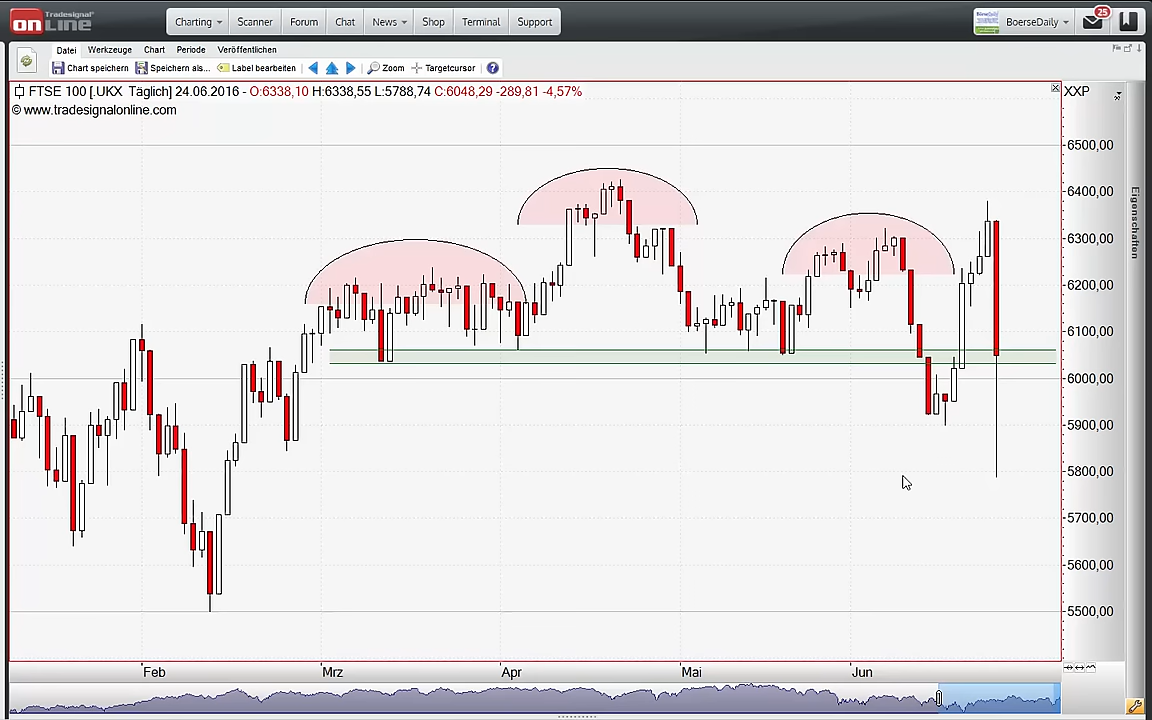 Tradesignal®
onLine
Charting Scanner Forum Chat News Shop Terminal Support
BoerseDaily
25
Datei Werkzeuge Chart Periode Veröffentlichen
Chart speichern Speichern als... Label bearbeiten Zoom Targetcursor ?
FTSE 100 [.UKX Täglich] 24.06.2016 - O:6338,10 H:6338,55 L:5788,74 C:6048,29 -289,81 -4,57%
XXP
© www.tradesignalonline.com
6500,00
6400,00
6300,00
6200,00
6100,00
6000,00
5900,00
5800,00
5700,00
5600,00
5500,00
Eigenschaften
Feb Mrz Apr Mai Jun